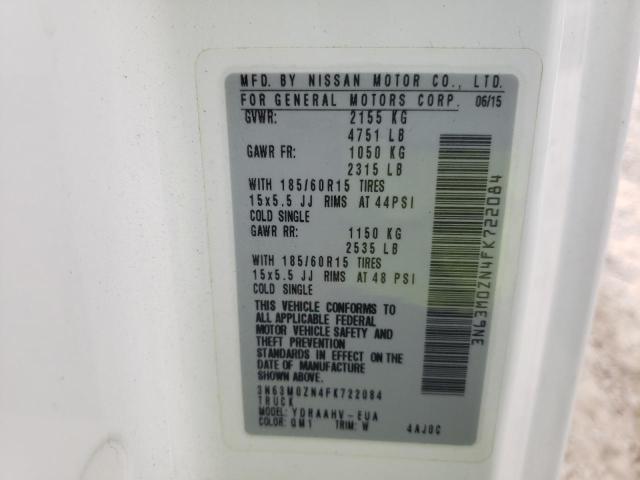 MFD. BY NISSAN MOTOR CO., LTD.
FOR GENERAL MOTORS CORP. 06/15
GVWR: 2155 KG
4751 LB
GAWR FR: 1050 KG
2315 LB
WITH 185/60R15 TIRES
15x5.5 JJ RIMS AT 44PSI
COLD SINGLE
GAWR RR: 1150 KG
2535 LB
WITH 185/60R15 TIRES
15x5.5 JJ RIMS AT 48 PSI
COLD SINGLE
THIS VEHICLE CONFORMS TO
ALL APPLICABLE FEDERAL
MOTOR VEHICLE SAFETY AND
THEFT PREVENTION
STANDARDS IN EFFECT ON THE
DATE OF MANUFACTURE
SHOWN ABOVE.
3N63M0ZN4FK722084
TRUCK
MODEL: YDRAAHV-EUA
COLOR: QM1 TRIM: W 4AJ0C
3N63M0ZN4FK722084